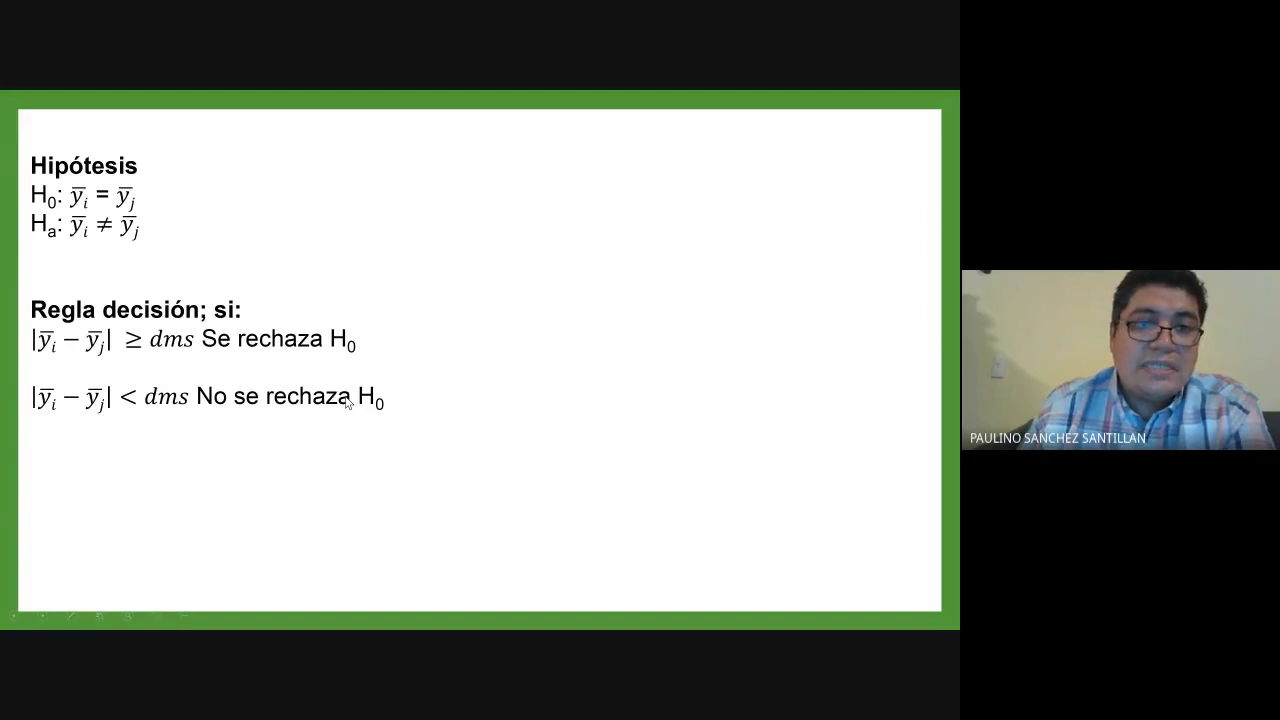 Hipótesis
H₀: ȳᵢ = ȳⱼ
Hₐ: ȳᵢ ≠ ȳⱼ
Regla decisión; si:
|ȳᵢ − ȳⱼ| ≥ dms Se rechaza H₀
|ȳᵢ − ȳⱼ| < dms No se rechaza H₀
PAULINO SANCHEZ SANTILLAN